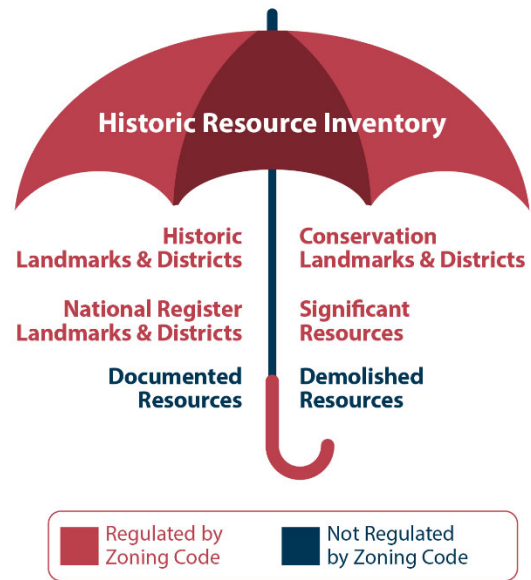 Historic Resource Inventory
Historic
Landmarks & Districts
Conservation
Landmarks & Districts
National Register
Landmarks & Districts
Significant
Resources
Documented
Resources
Demolished
Resources
Regulated by
Zoning Code
Not Regulated
by Zoning Code